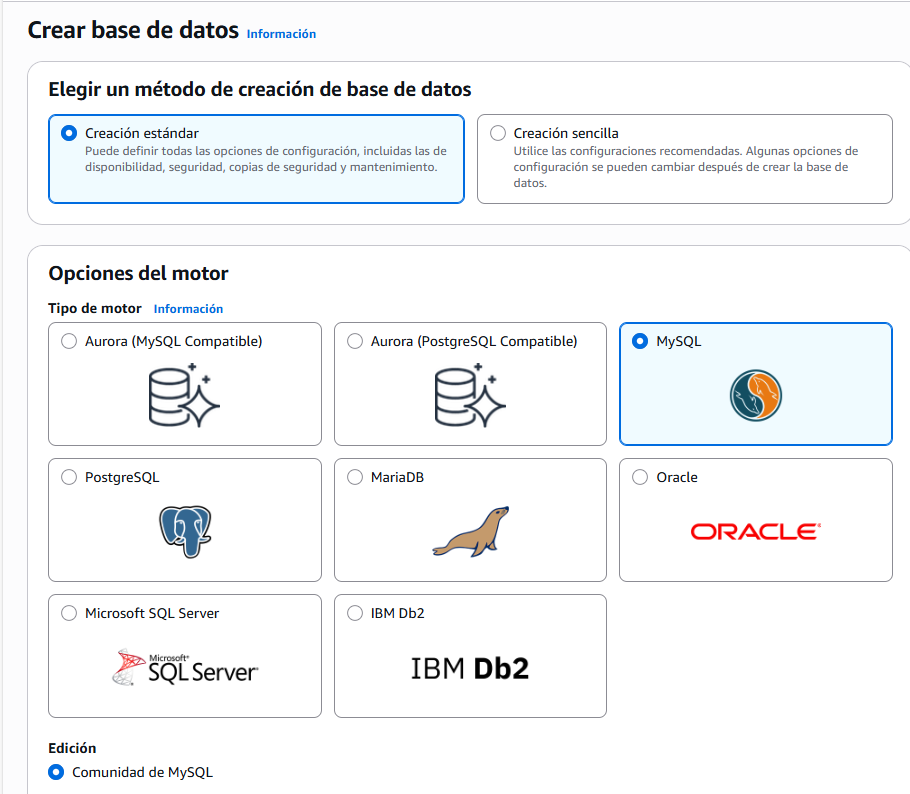 Crear base de datos Información
Elegir un método de creación de base de datos
Creación estándar
Puede definir todas las opciones de configuración, incluidas las de
disponibilidad, seguridad, copias de seguridad y mantenimiento.
Creación sencilla
Utilice las configuraciones recomendadas. Algunas opciones de
configuración se pueden cambiar después de crear la base de
datos.
Opciones del motor
Tipo de motor Información
Aurora (MySQL Compatible)
Aurora (PostgreSQL Compatible)
MySQL
PostgreSQL
MariaDB
Oracle
ORACLE®
Microsoft SQL Server
Microsoft®
SQL Server®
IBM Db2
IBM Db2
Edición
Comunidad de MySQL